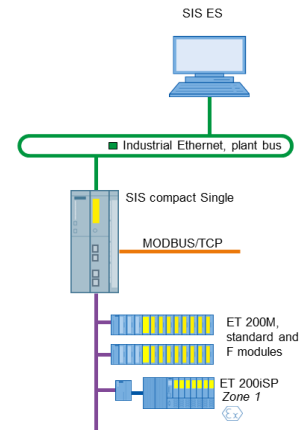 SIS ES
Industrial Ethernet, plant bus
SIS compact Single
MODBUS/TCP
ET 200M,
standard and
F modules
ET 200iSP
Zone 1
Ex